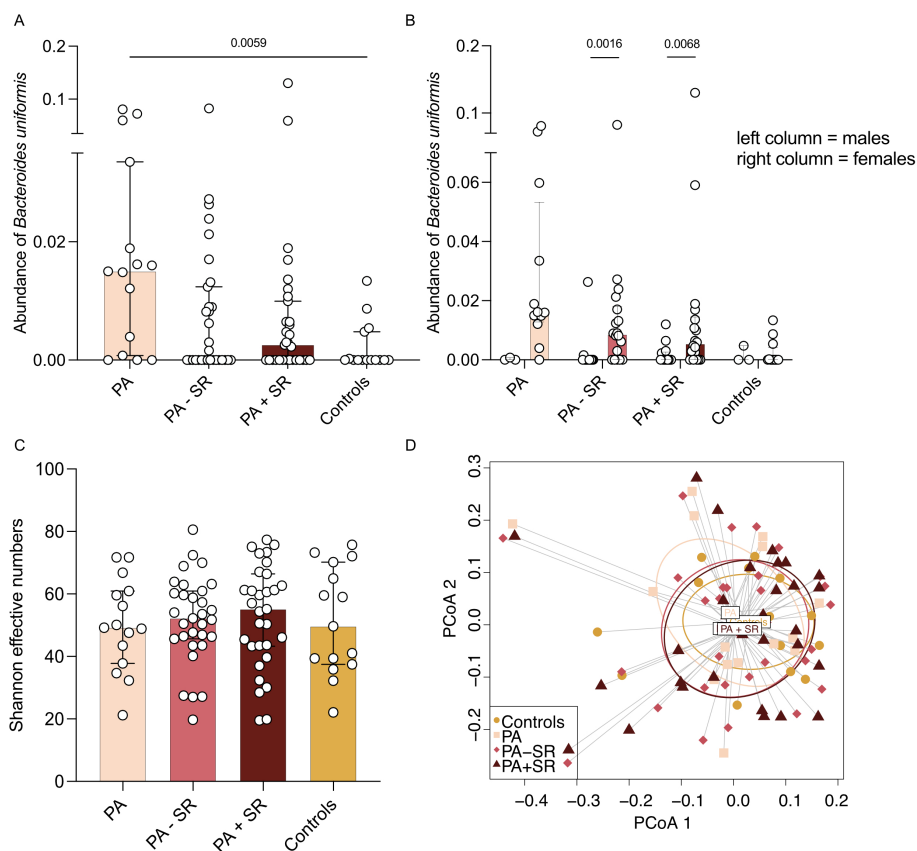 A
Abundance of Bacteroides uniformis
0.2
0.1
0.02
0.00
0.0059
PA
PA - SR
PA + SR
Controls
B
Abundance of Bacteroides uniformis
0.2
0.1
0.06
0.04
0.02
0.00
0.0016
0.0068
left column = males
right column = females
PA
PA - SR
PA + SR
Controls
C
Shannon effective numbers
100
80
60
40
20
0
PA
PA - SR
PA + SR
Controls
D
PCoA 2
0.3
0.2
0.1
0.0
−0.1
−0.2
PA
PA + SR
Controls
PA
PA−SR
PA+SR
−0.4
−0.3
−0.2
−0.1
0.0
0.1
0.2
PCoA 1